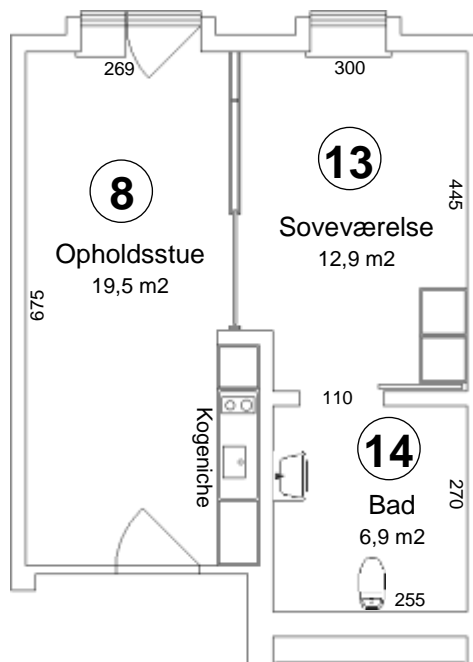 269
300
8
13
445
Opholdsstue
19,5 m2
Soveværelse
12,9 m2
675
110
Kogeniche
14
Bad
6,9 m2
270
255